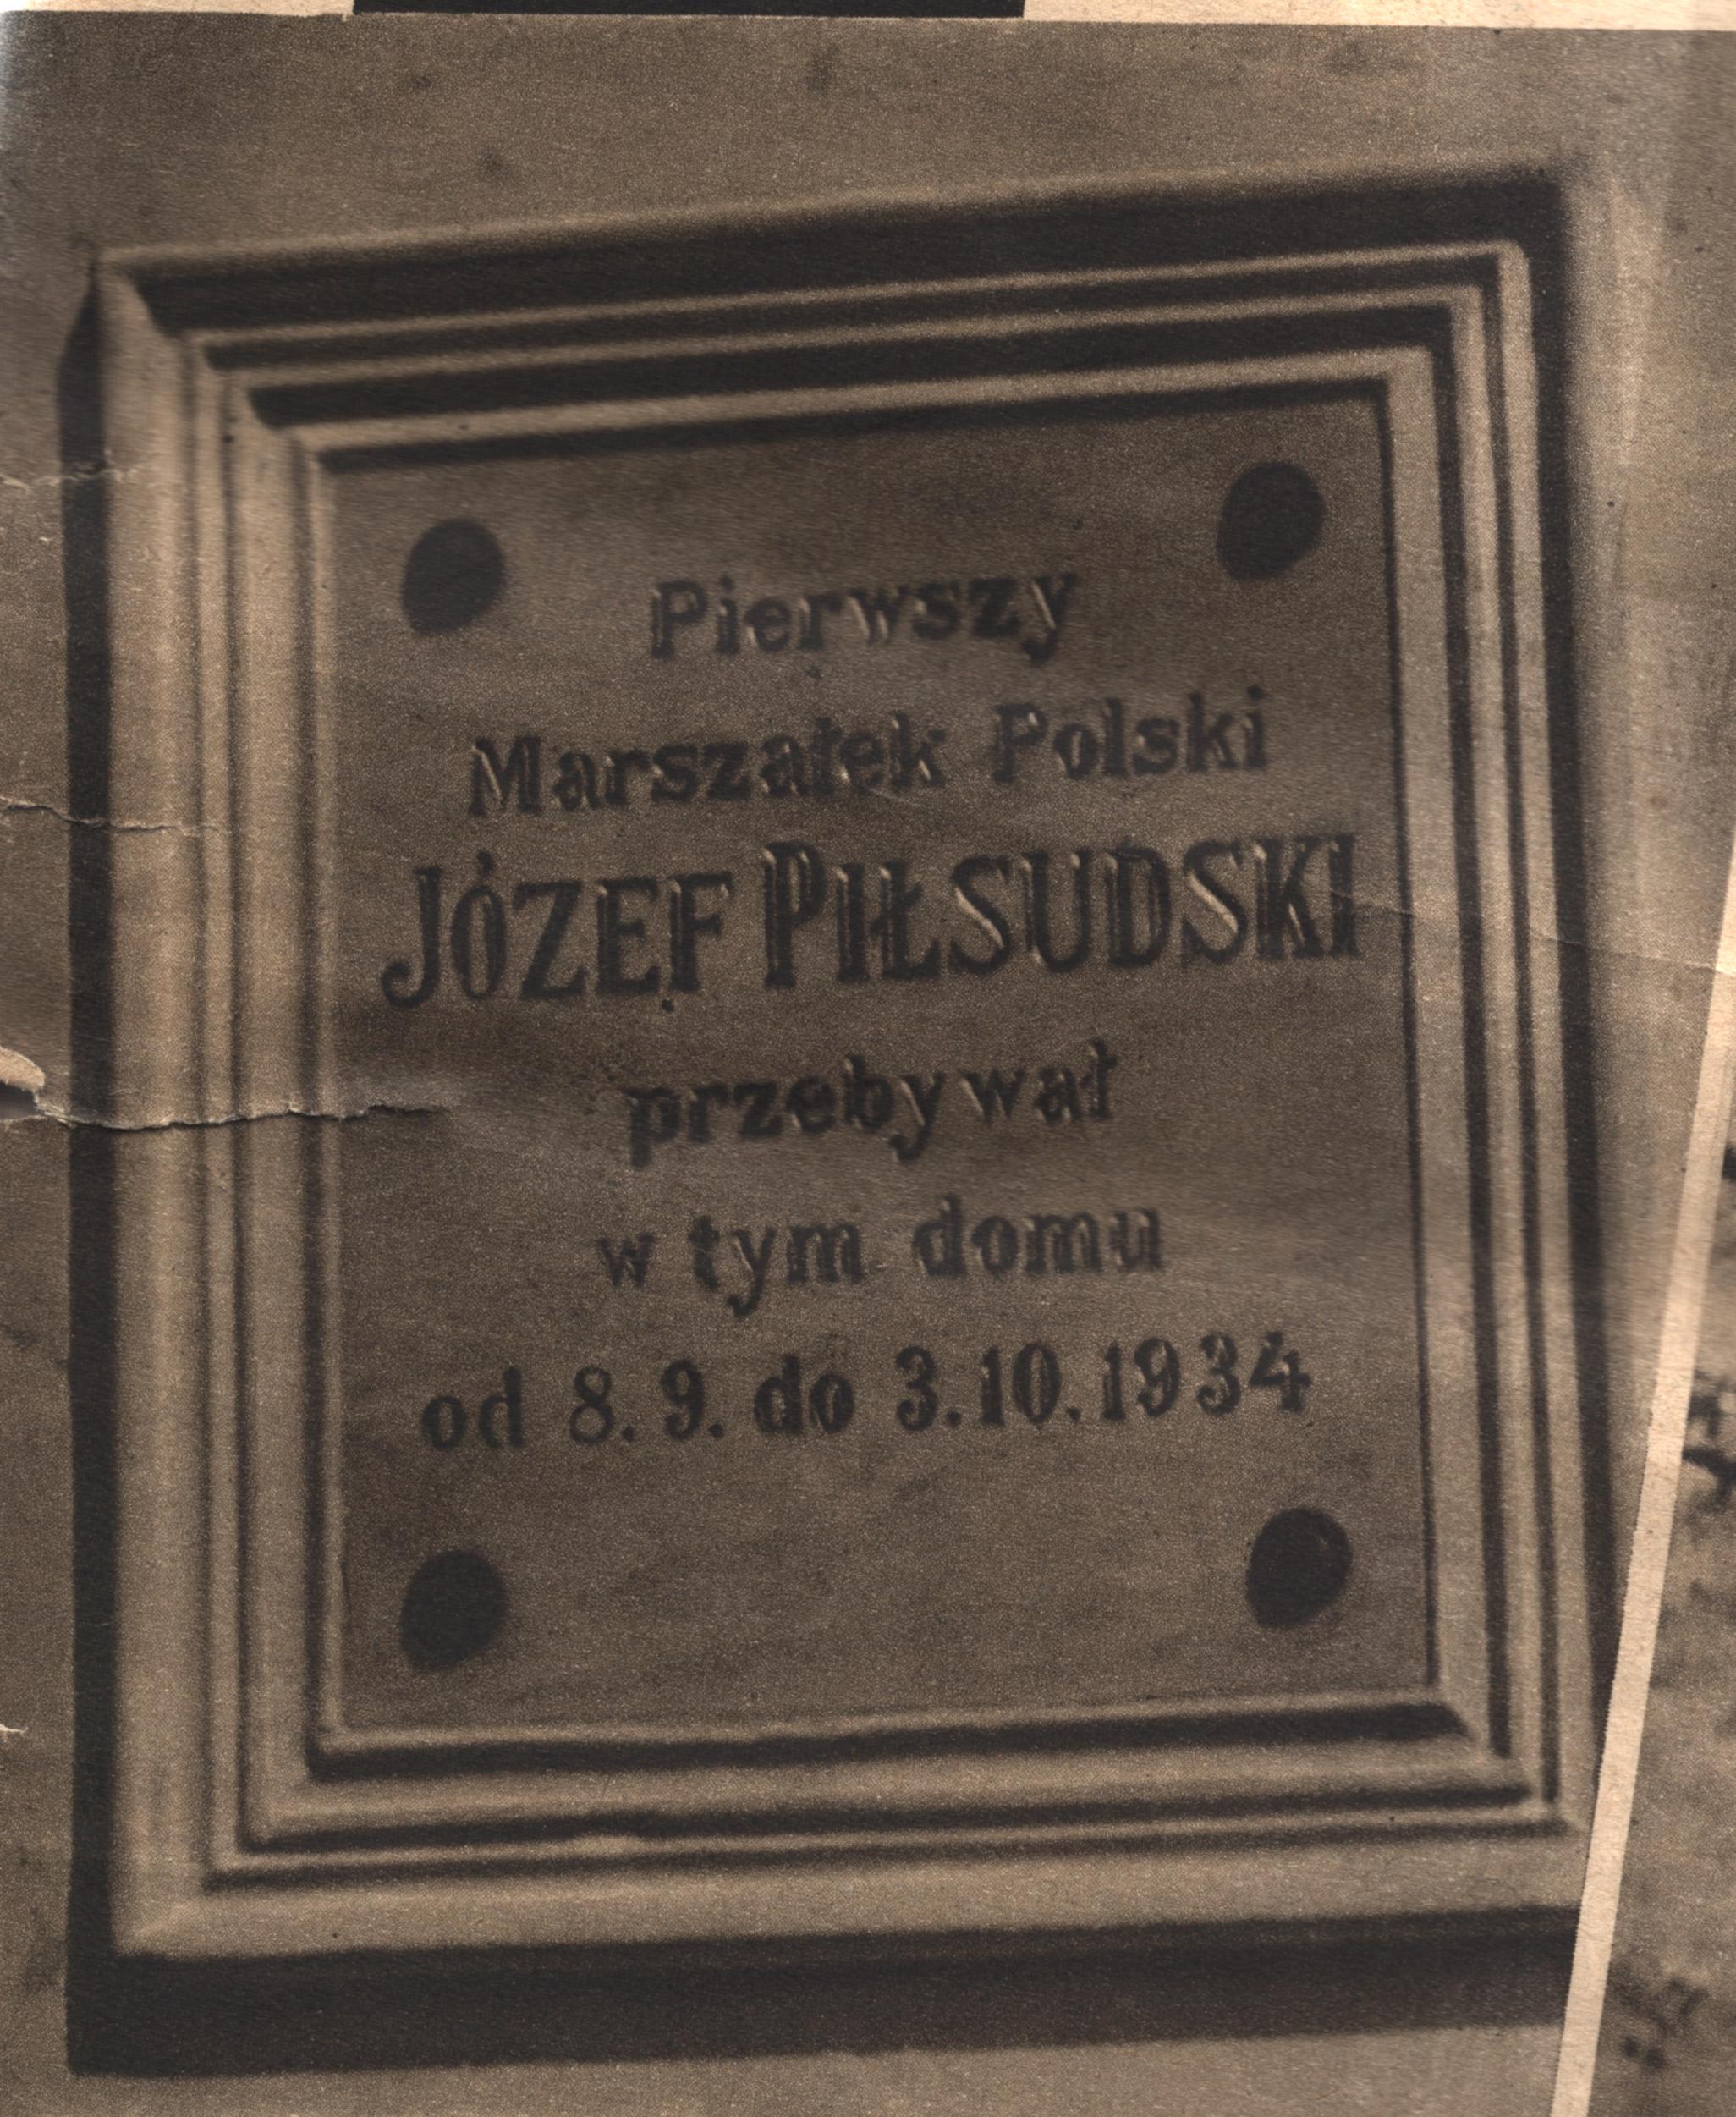 Pierwszy
Marszałek Polski
JÓZEF PIŁSUDSKI
przebywał
w tym domu
od 8. 9. do 3.10.1934